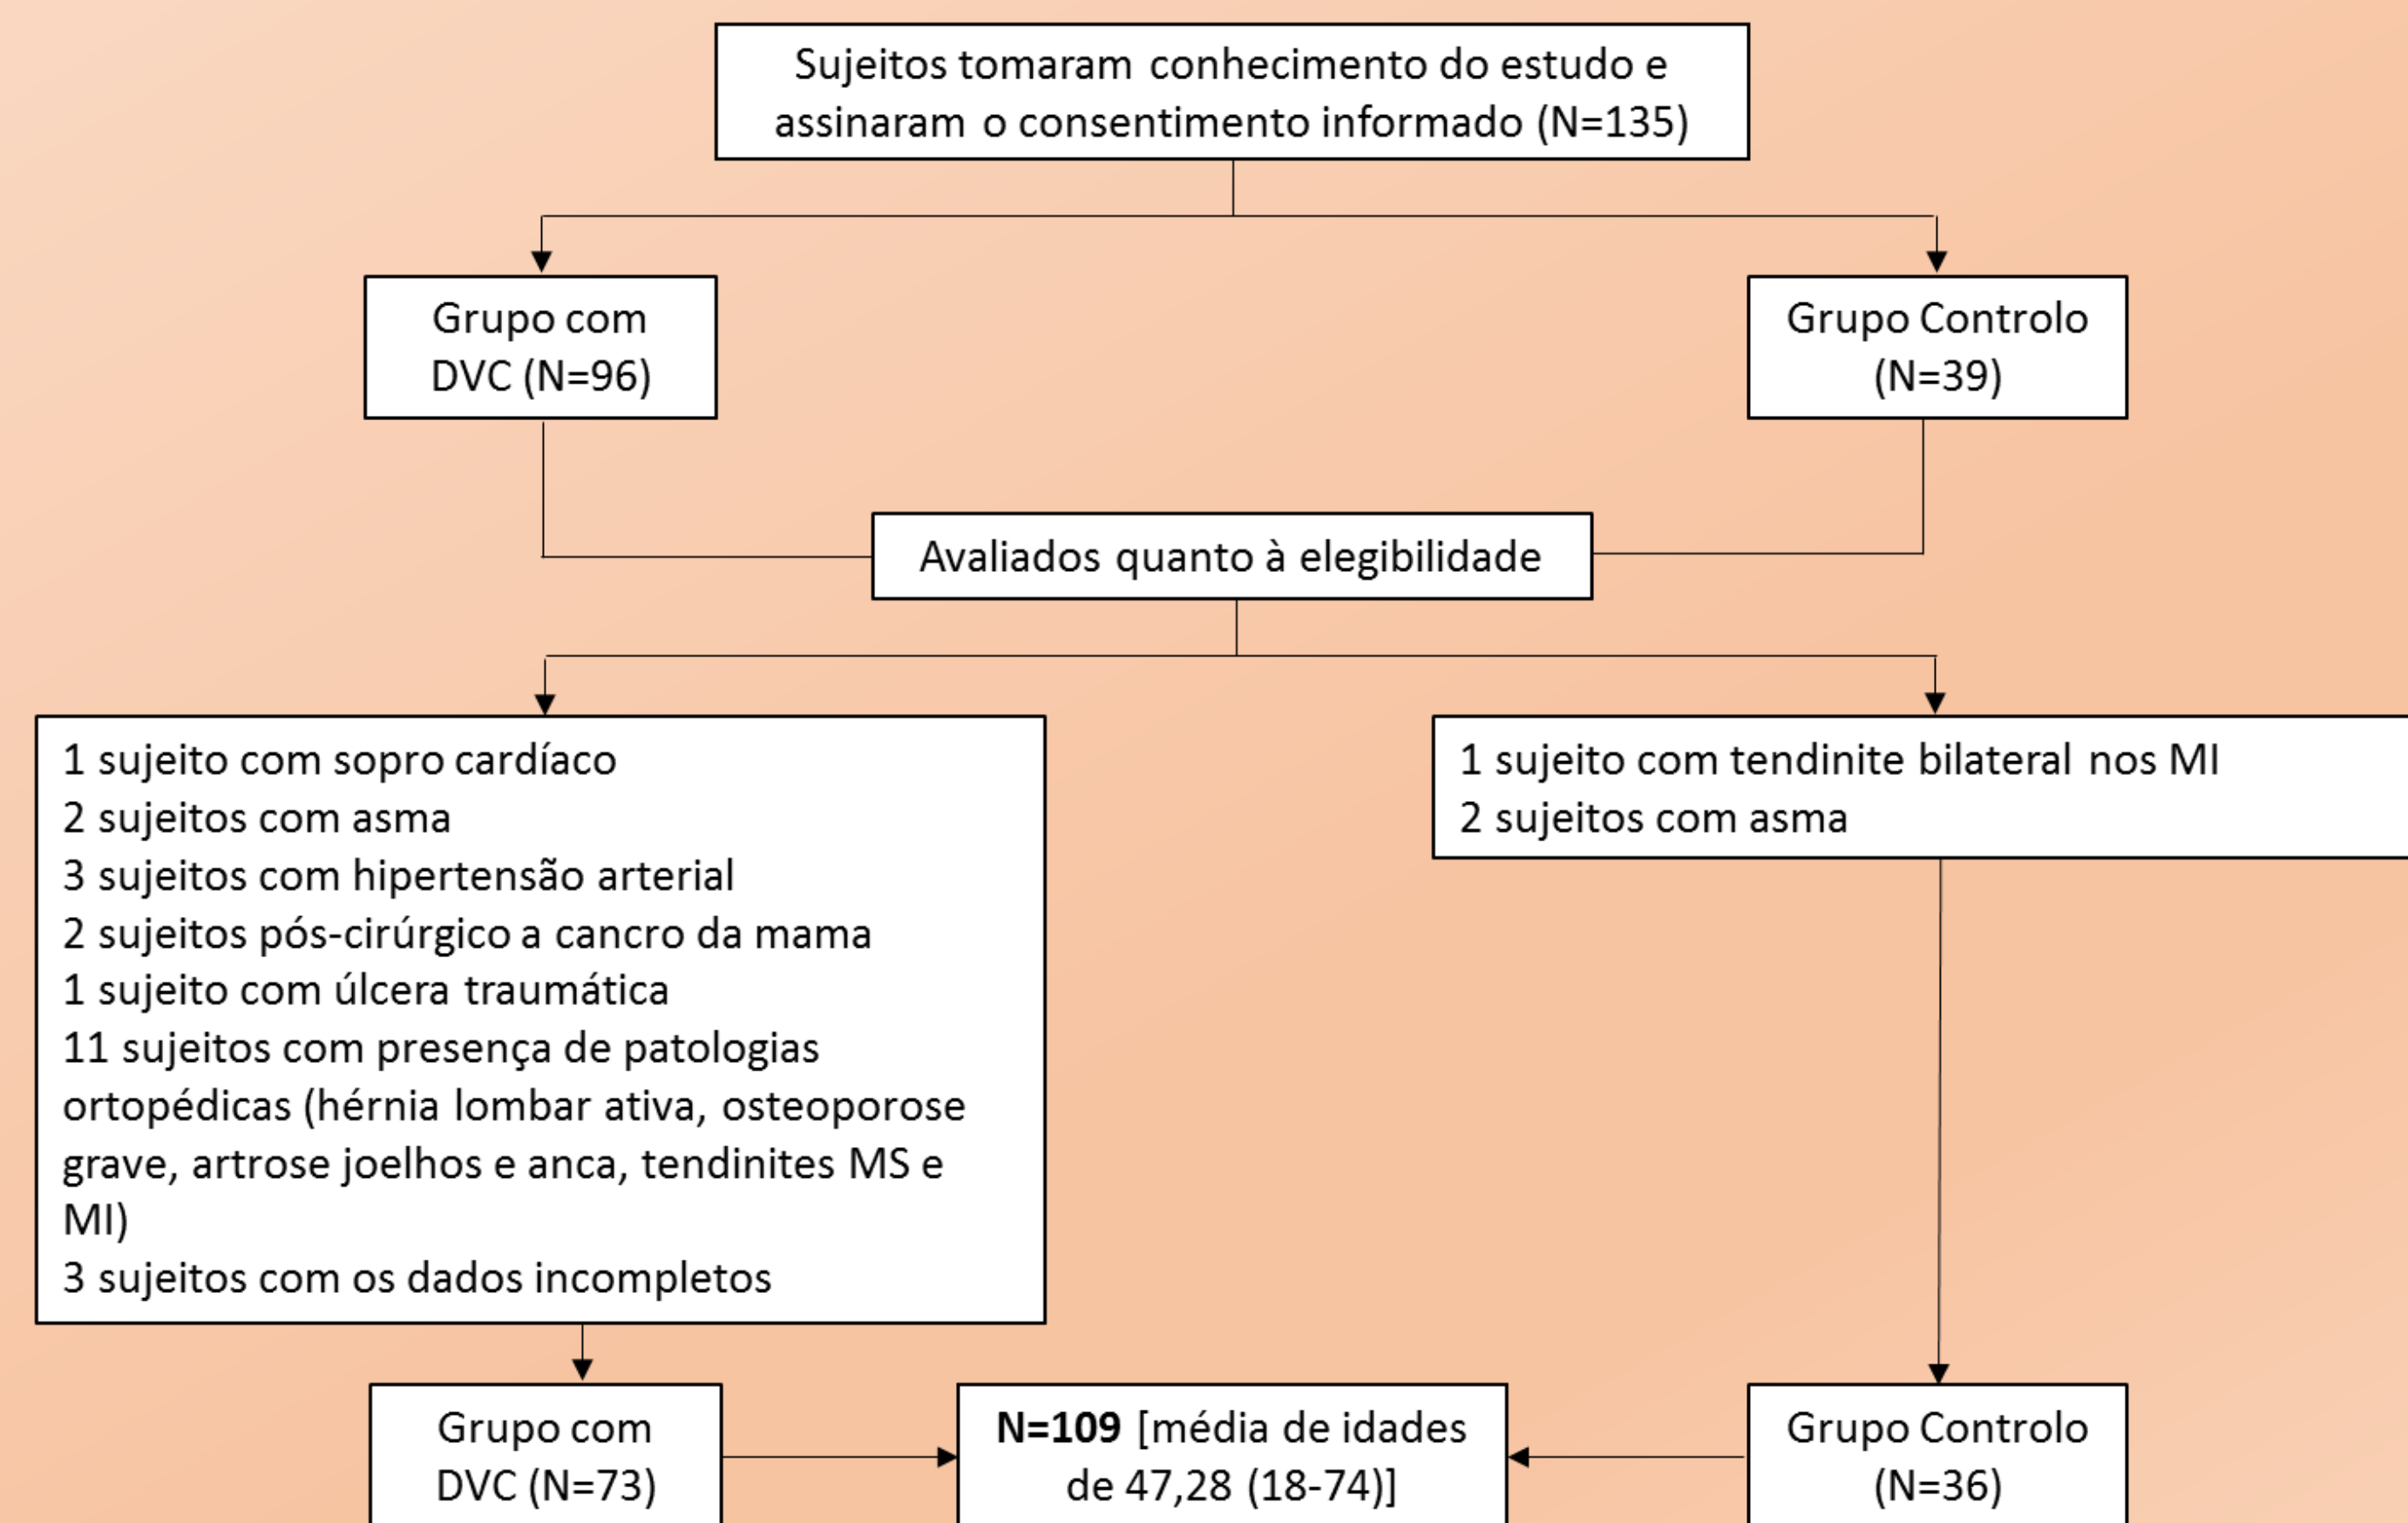 Sujeitos tomaram conhecimento do estudo e
assinaram o consentimento informado (N=135)
Grupo com
DVC (N=96)
Grupo Controlo
(N=39)
Avaliados quanto à elegibilidade
1 sujeito com sopro cardíaco
2 sujeitos com asma
3 sujeitos com hipertensão arterial
2 sujeitos pós-cirúrgico a cancro da mama
1 sujeito com úlcera traumática
11 sujeitos com presença de patologias
ortopédicas (hérnia lombar ativa, osteoporose
grave, artrose joelhos e anca, tendinites MS e
MI)
3 sujeitos com os dados incompletos
1 sujeito com tendinite bilateral nos MI
2 sujeitos com asma
Grupo com
DVC (N=73)
N=109 [média de idades
de 47,28 (18-74)]
Grupo Controlo
(N=36)